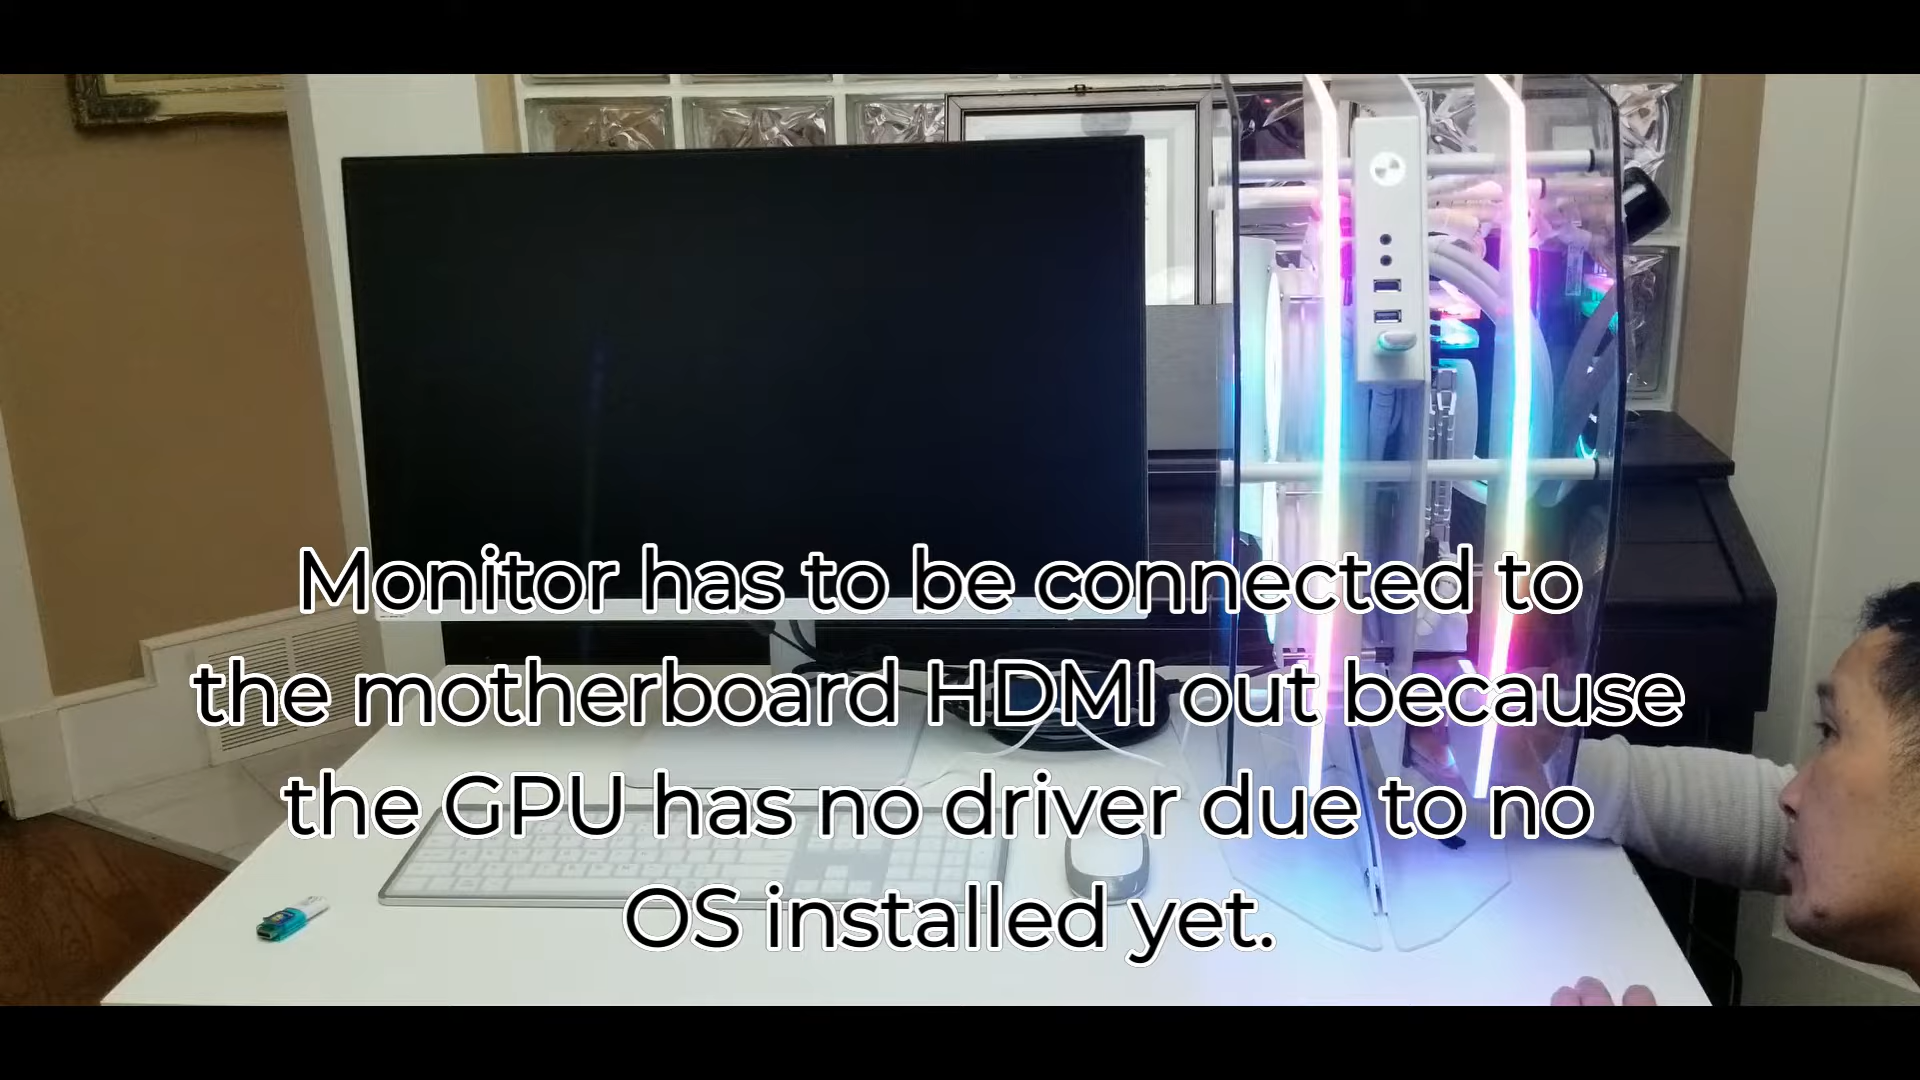 Monitor has to be connected to
the motherboard HDMI out because
the GPU has no driver due to no
OS installed yet.